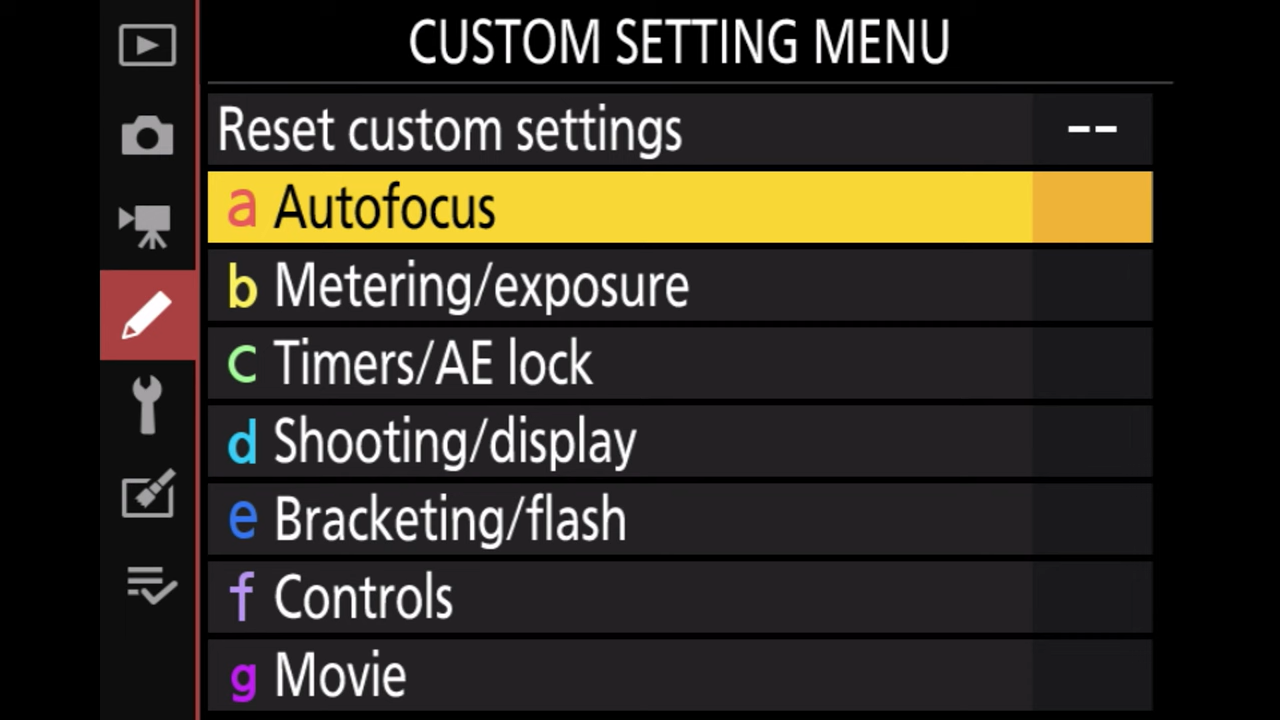 CUSTOM SETTING MENU
Reset custom settings --
a Autofocus
b Metering/exposure
c Timers/AE lock
d Shooting/display
e Bracketing/flash
f Controls
g Movie